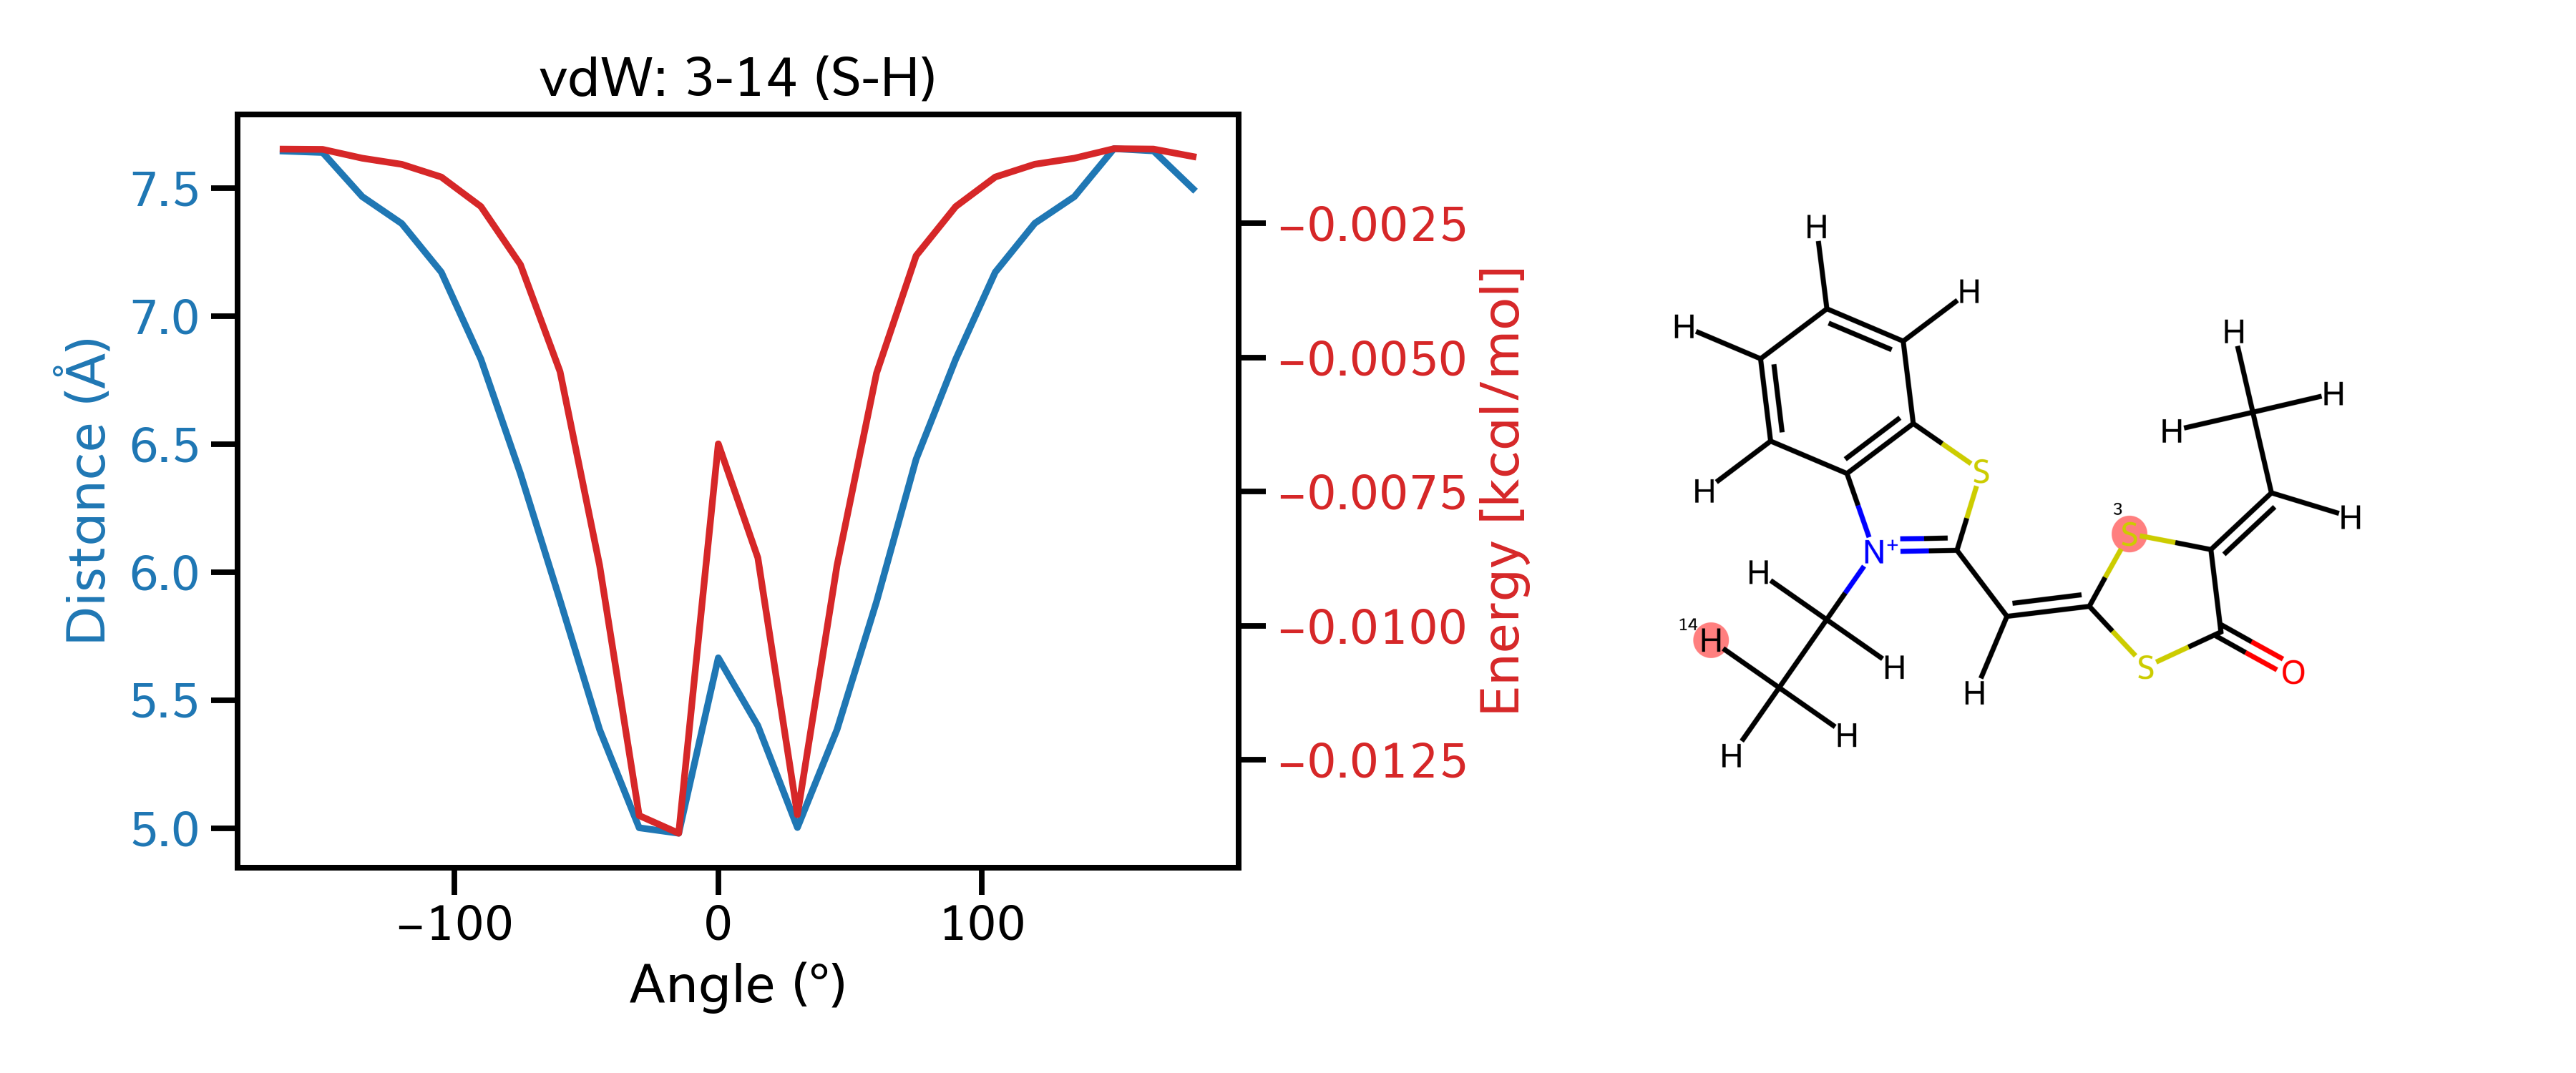 vdW: 3-14 (S-H)
7.5
7.0
6.5
6.0
5.5
5.0
Distance (Å)
−100
0
100
Angle (°)
−0.0025
−0.0050
−0.0075
−0.0100
−0.0125
Energy [kcal/mol]
H
H
H
H
H
H
H
H
H
S
3
S
N+
H
14
H
H
H
H
H
S
O